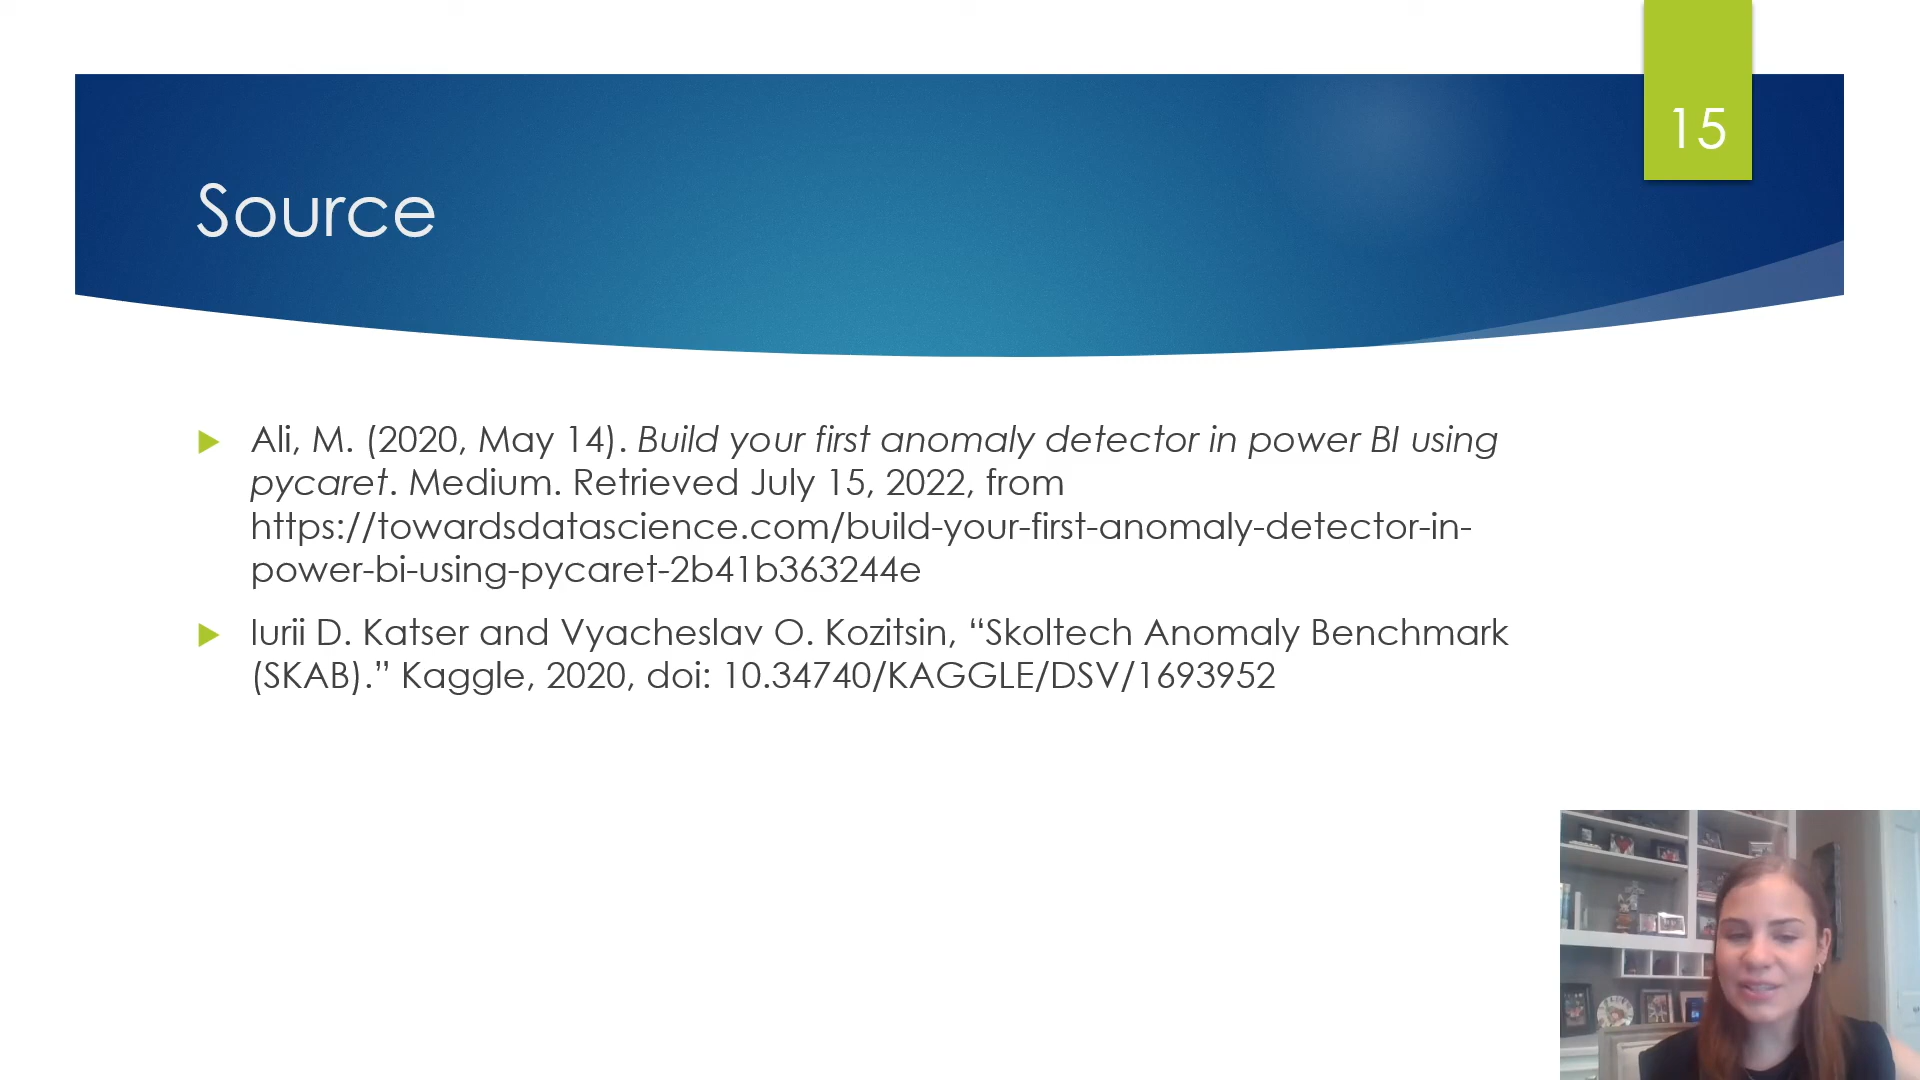 15
Source
Ali, M. (2020, May 14). Build your first anomaly detector in power BI using
pycaret. Medium. Retrieved July 15, 2022, from
https://towardsdatascience.com/build-your-first-anomaly-detector-in-
power-bi-using-pycaret-2b41b363244e
Iurii D. Katser and Vyacheslav O. Kozitsin, “Skoltech Anomaly Benchmark
(SKAB).” Kaggle, 2020, doi: 10.34740/KAGGLE/DSV/1693952